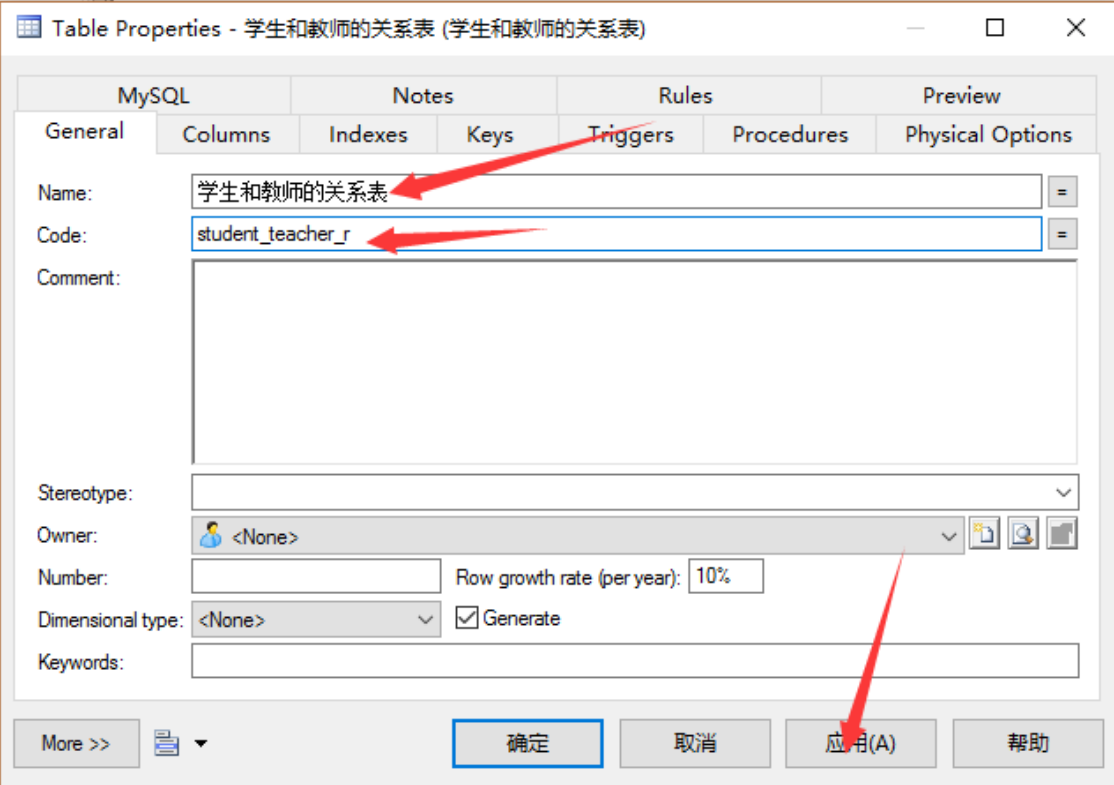 Table Properties - 学生和教师的关系表 (学生和教师的关系表)
MySQL Notes Rules Preview
General Columns Indexes Keys Triggers Procedures Physical Options
Name: 学生和教师的关系表 =
Code: student_teacher_r =
Comment:
Stereotype:
Owner: <None>
Number: Row growth rate (per year): 10%
Dimensional type: <None> Generate
Keywords:
More >> 确定 取消 应用(A) 帮助